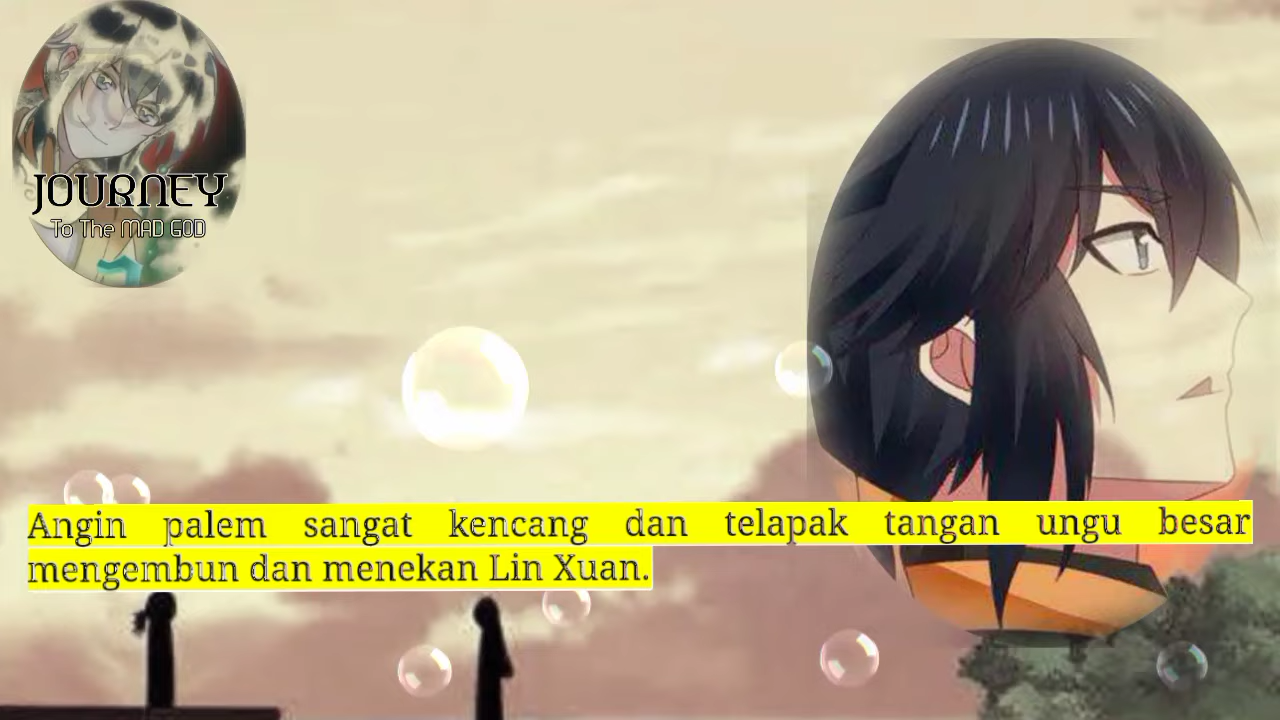 JOURNEY
To The MAD GOD
Angin palem sangat kencang dan telapak tangan ungu besar
mengembun dan menekan Lin Xuan.